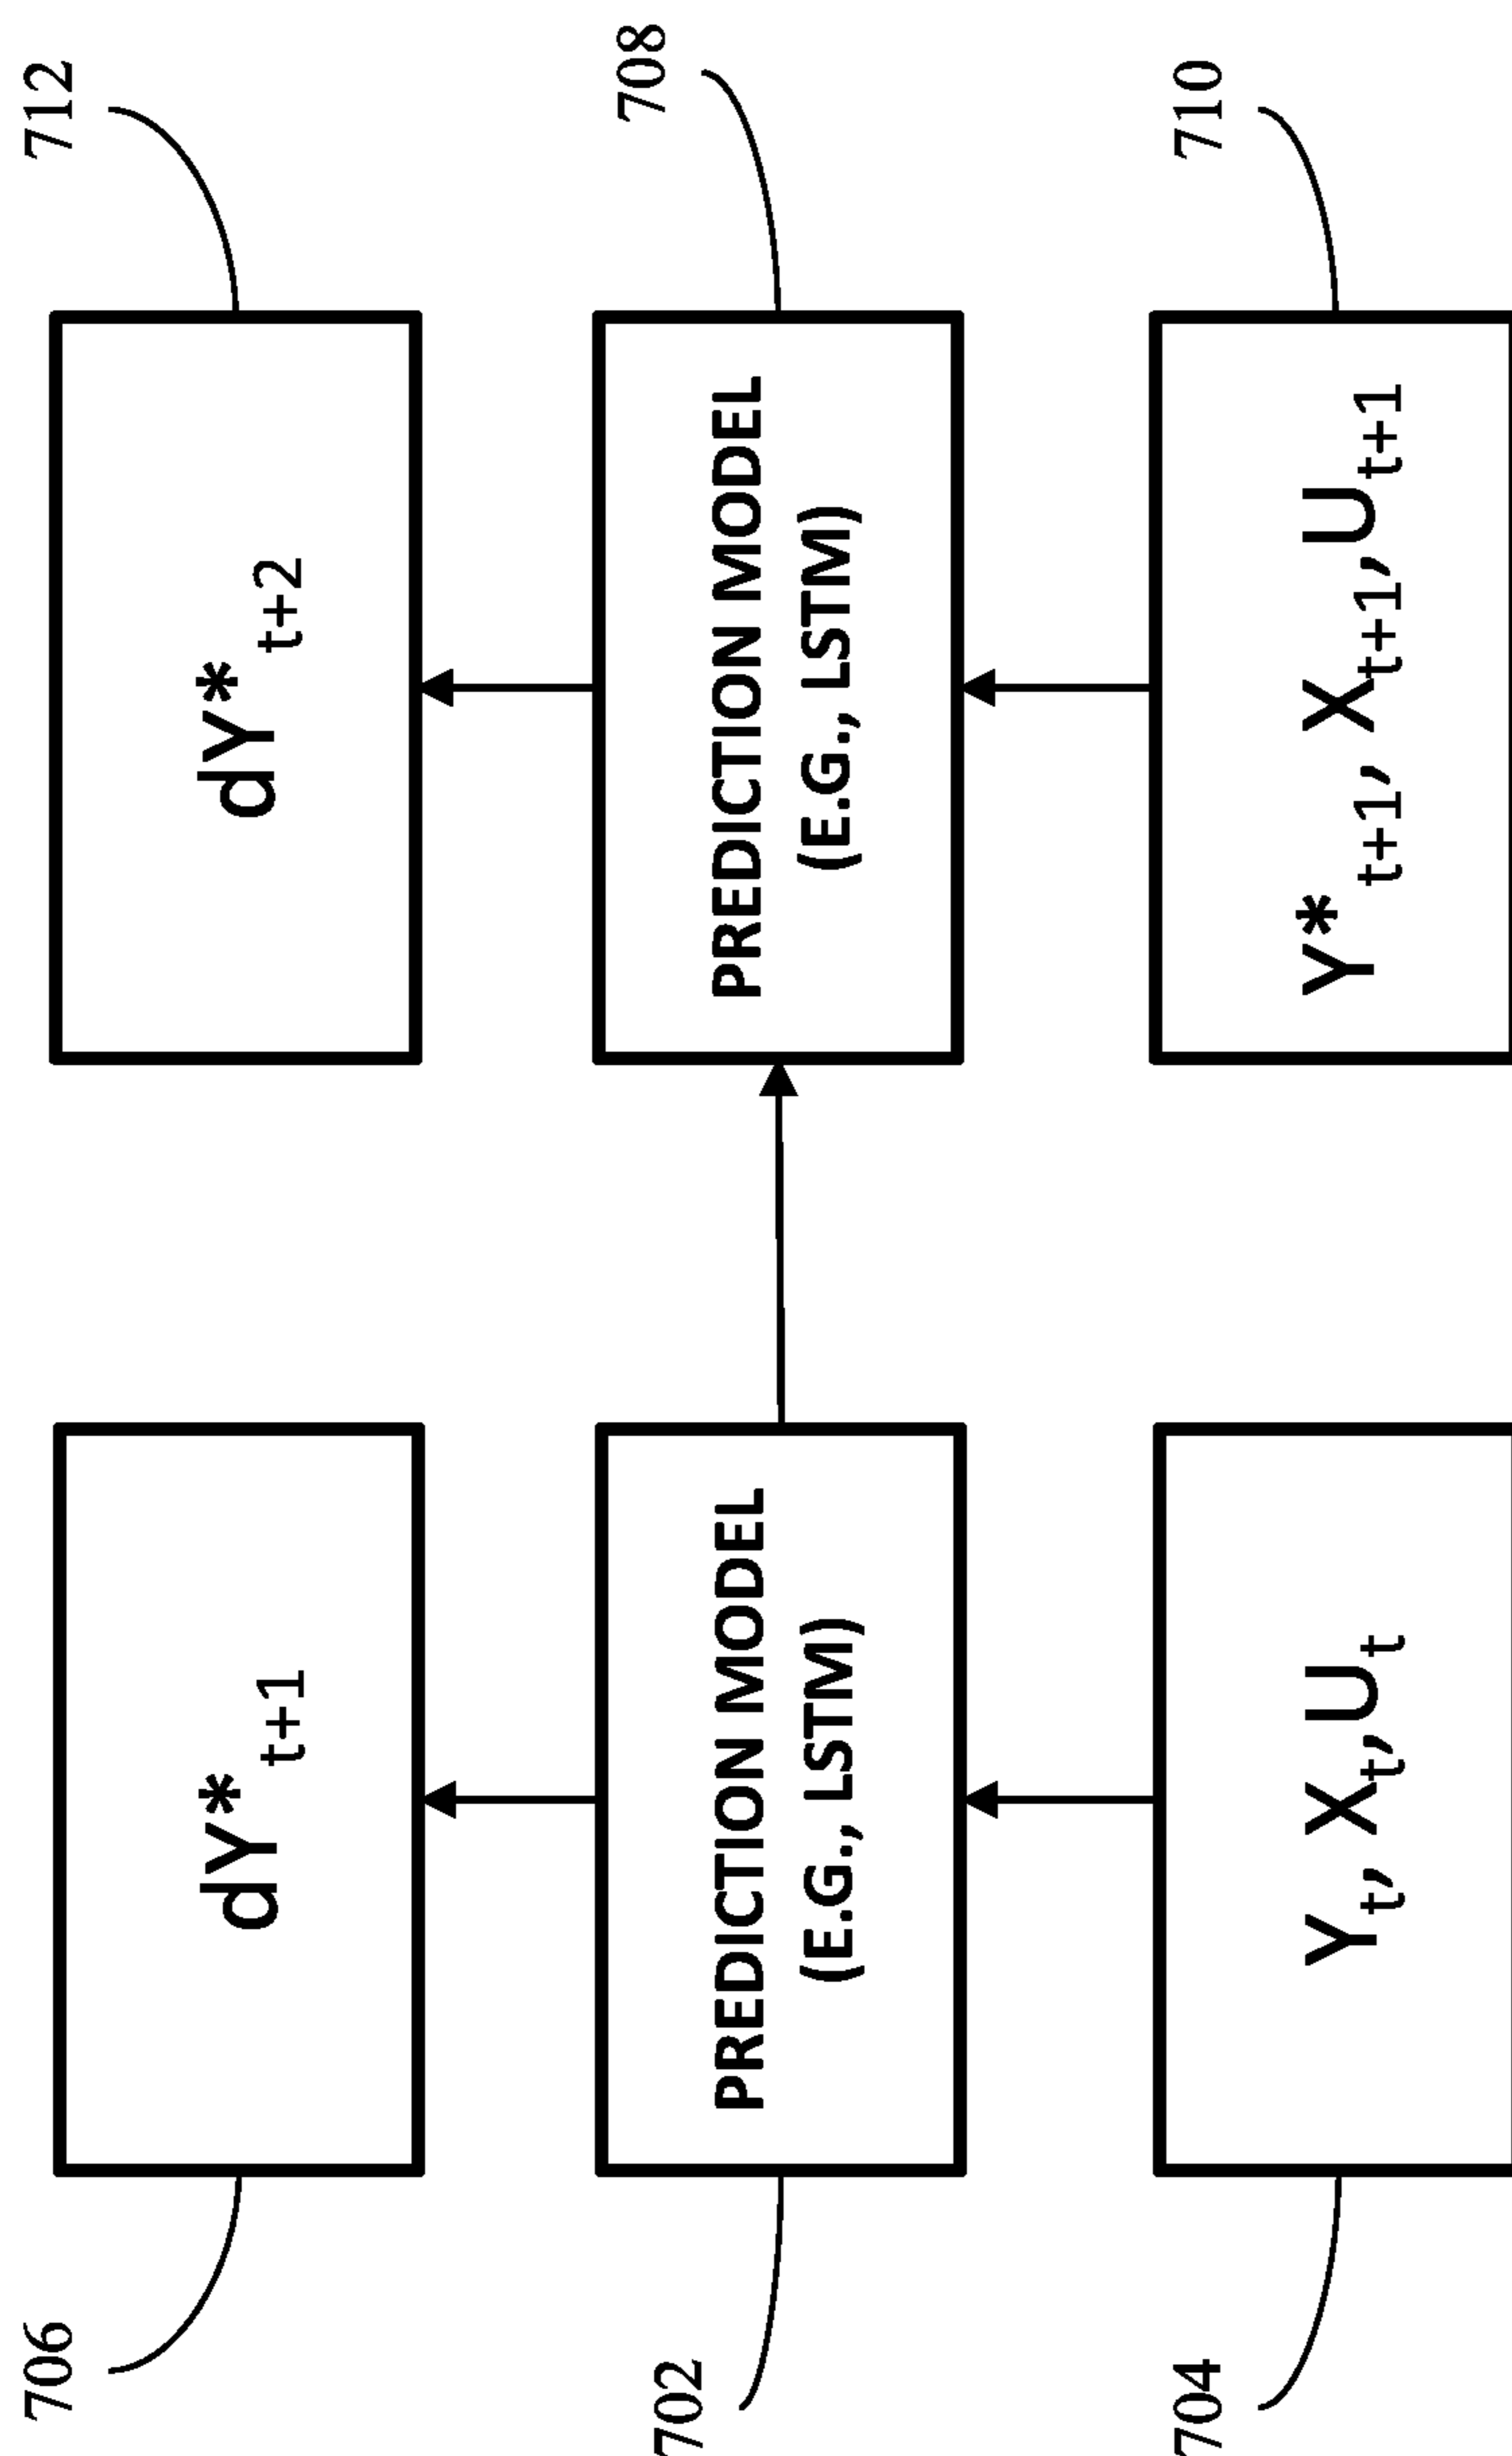 706
dY*t+1
dY*t+2
712
702
PREDICTION MODEL
(E.G., LSTM)
PREDICTION MODEL
(E.G., LSTM)
708
704
Yt, Xt,Ut
Y*t+1, Xt+1,Ut+1
710